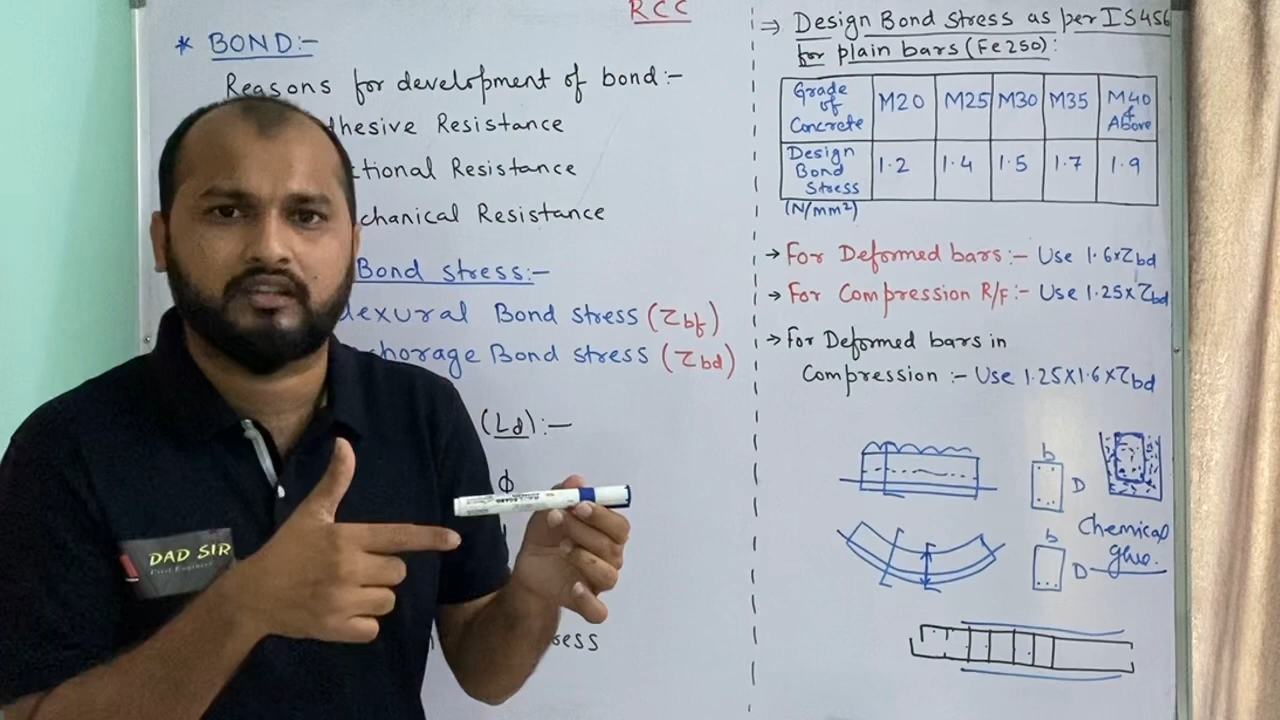 RCC
* BOND:-
Reasons for development of bond:-
dhesive Resistance
ctional Resistance
chanical Resistance
Bond stress:-
lexural Bond stress (τbf)
chorage Bond stress (τbd)
(Ld):-
ϕ
ess
⇒ Design Bond Stress as per IS456
for plain bars (Fe250):
Grade of Concrete M20 M25 M30 M35 M40 & Above
Design Bond Stress 1.2 1.4 1.5 1.7 1.9
(N/mm²)
→ For Deformed bars:- Use 1.6×τbd
→ For Compression R/F:- Use 1.25×τbd
→ For Deformed bars in
Compression:- Use 1.25×1.6×τbd
b
D
b
D
Chemical
glue.
DAD SIR
Civil Engineer